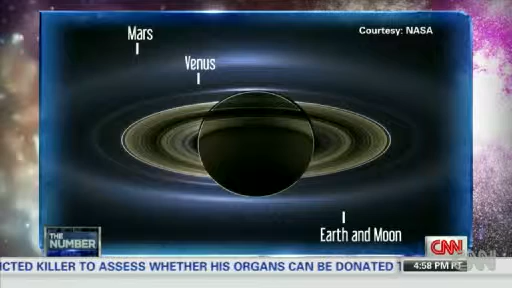 Mars
Courtesy: NASA
Venus
Earth and Moon
THE
NUMBER
CNN
ICTED KILLER TO ASSESS WHETHER HIS ORGANS CAN BE DONATED
4:58 PM